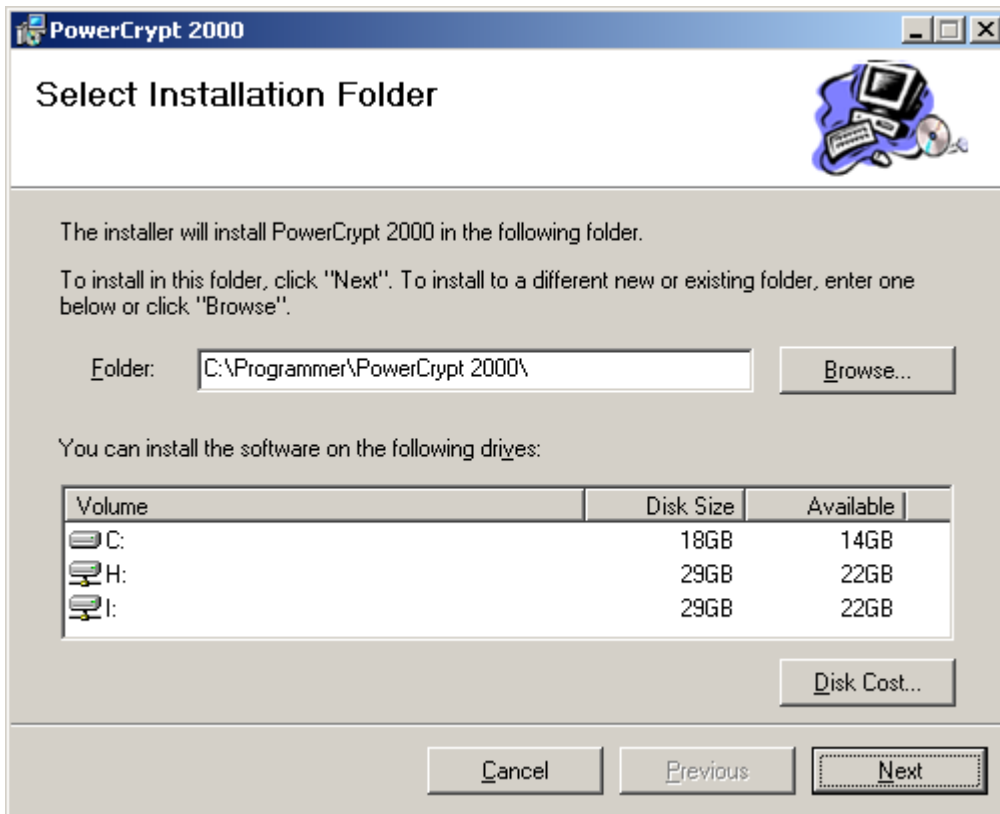 PowerCrypt 2000
Select Installation Folder
The installer will install PowerCrypt 2000 in the following folder.
To install in this folder, click "Next". To install to a different new or existing folder, enter one
below or click "Browse".
Folder: C:\Programmer\PowerCrypt 2000\ Browse...
You can install the software on the following drives:
Volume Disk Size Available
C: 18GB 14GB
H: 29GB 22GB
I: 29GB 22GB
Disk Cost...
Cancel Previous Next